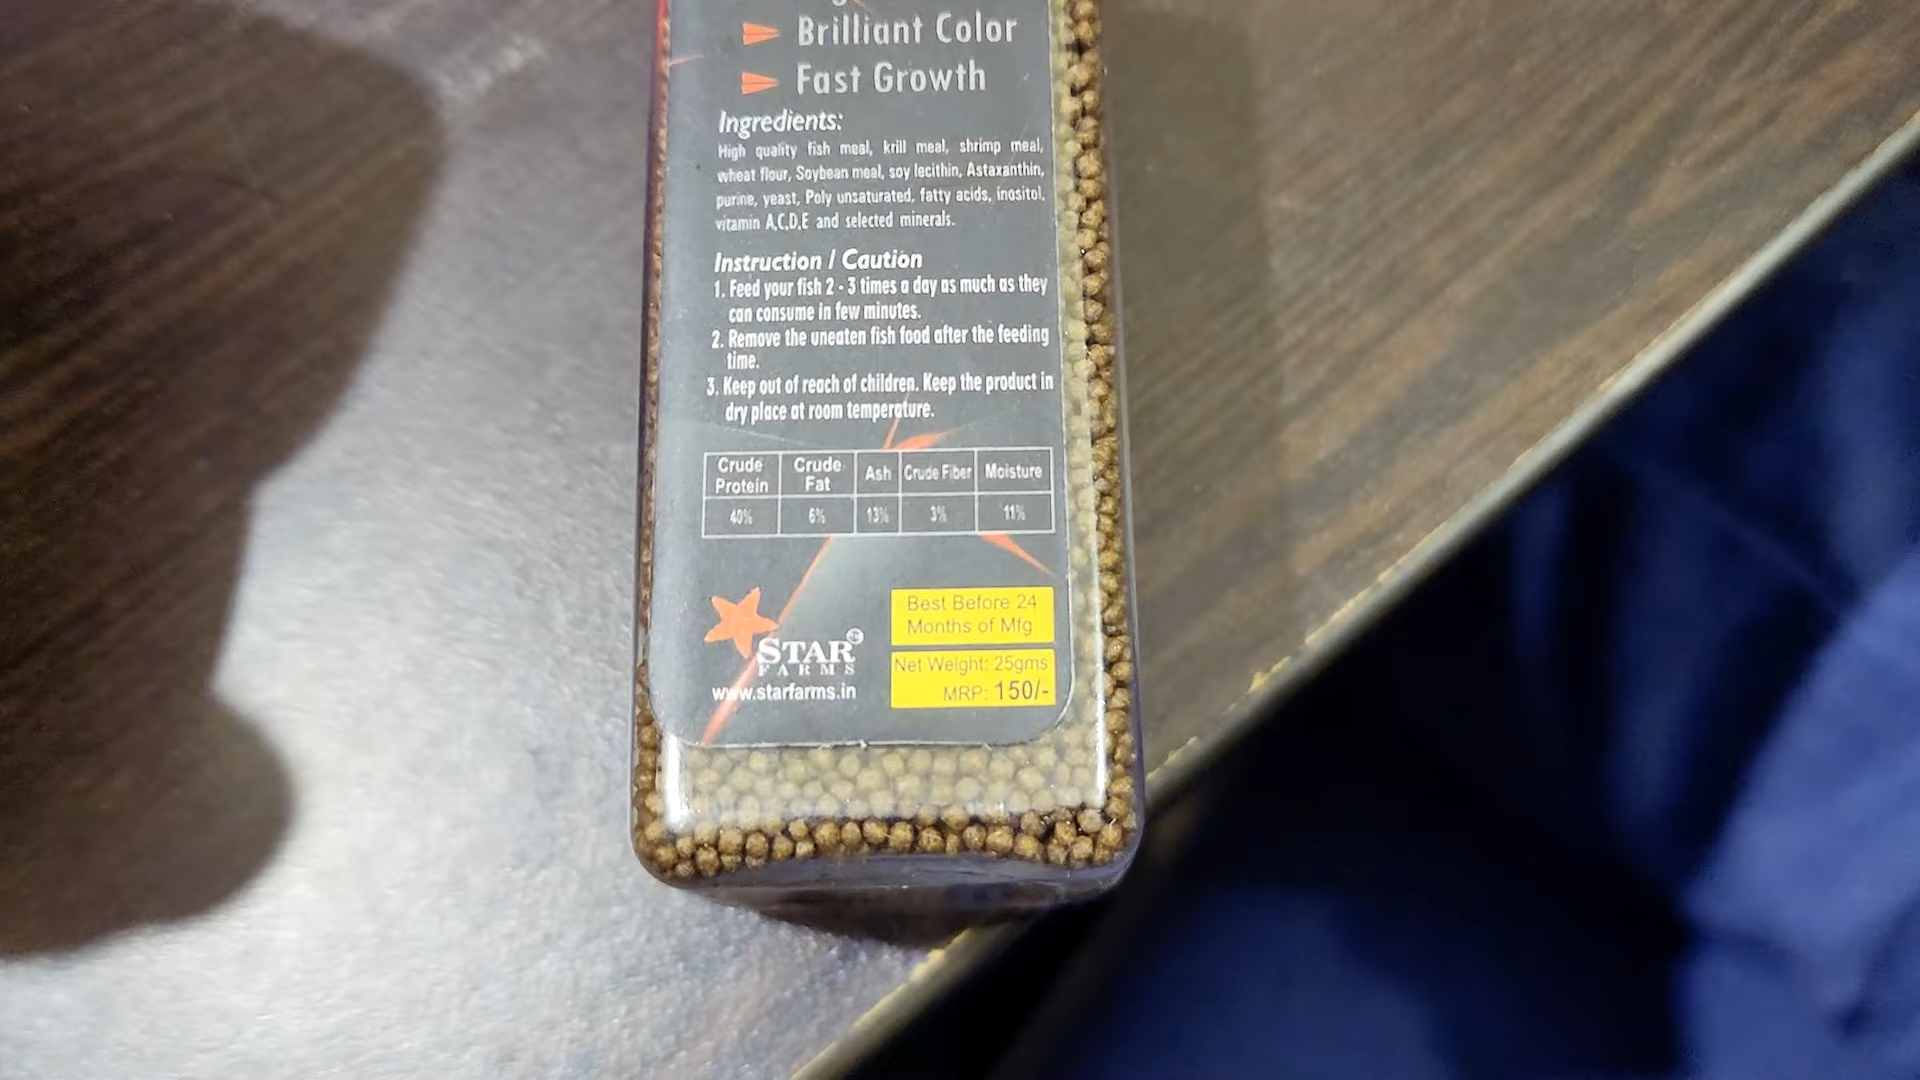 Brilliant Color
Fast Growth
Ingredients:
High quality fish meal, krill meal, shrimp meal,
wheat flour, Soybean meal, soy lecithin, Astaxanthin,
purine, yeast, Poly unsaturated, fatty acids, inositol,
vitamin A,C,D,E and selected minerals.
Instruction / Caution
1. Feed your fish 2 - 3 times a day as much as they
can consume in few minutes.
2. Remove the uneaten fish food after the feeding
time.
3. Keep out of reach of children. Keep the product in
dry place at room temperature.
Crude Protein Crude Fat Ash Crude Fiber Moisture
40% 6% 13% 3% 11%
STAR
FARMS
www.starfarms.in
Best Before 24
Months of Mfg
Net Weight: 25gms
MRP: 150/-